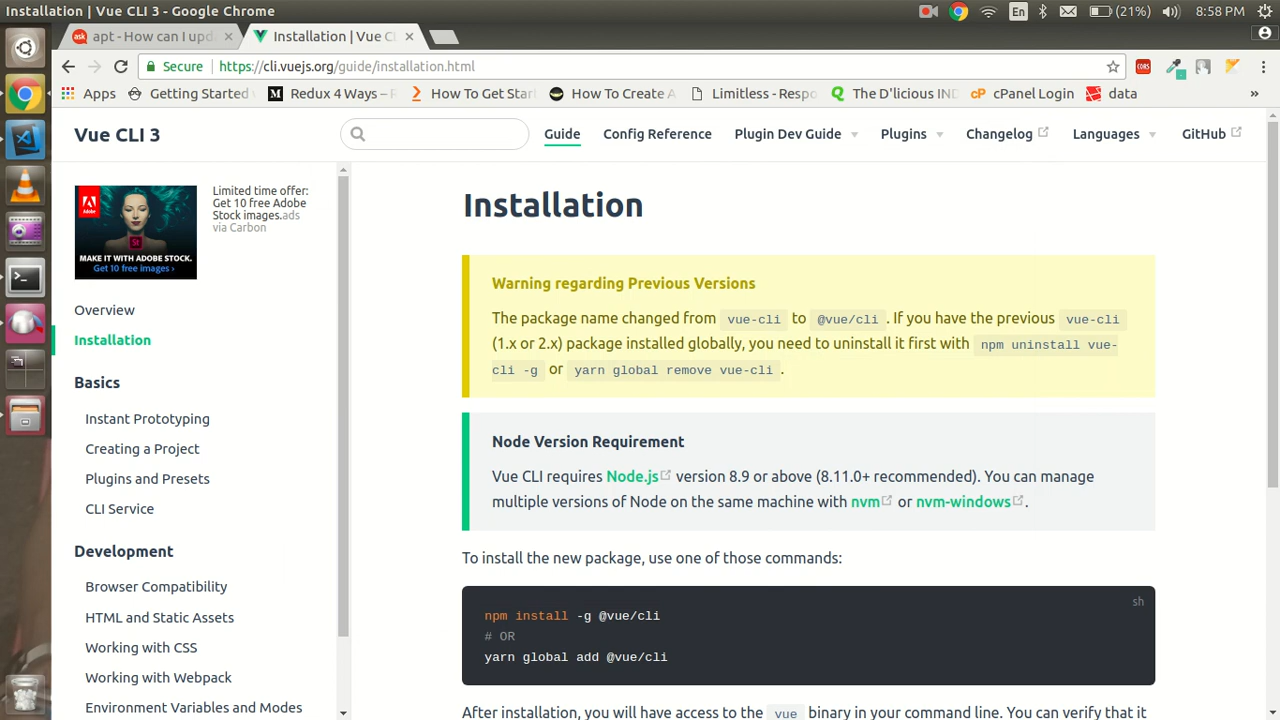 Installation | Vue CLI 3 - Google Chrome
En
(21%)
8:58 PM
apt - How can I upd
Installation | Vue C
Secure
https://cli.vuejs.org/guide/installation.html
CORS
Apps
Getting Started
Redux 4 Ways –
How To Get Star
How To Create A
Limitless - Respo
The D'licious IND
cPanel Login
data
»
Vue CLI 3
Guide
Config Reference
Plugin Dev Guide
Plugins
Changelog
Languages
GitHub
Adobe
St
MAKE IT WITH ADOBE STOCK.
Get 10 free images ›
Limited time offer:
Get 10 free Adobe
Stock images.ads
via Carbon
Overview
Installation
Basics
Instant Prototyping
Creating a Project
Plugins and Presets
CLI Service
Development
Browser Compatibility
HTML and Static Assets
Working with CSS
Working with Webpack
Environment Variables and Modes
Installation
Warning regarding Previous Versions
The package name changed from vue-cli to @vue/cli. If you have the previous vue-cli
(1.x or 2.x) package installed globally, you need to uninstall it first with npm uninstall vue-
cli -g or yarn global remove vue-cli.
Node Version Requirement
Vue CLI requires Node.js version 8.9 or above (8.11.0+ recommended). You can manage
multiple versions of Node on the same machine with nvm or nvm-windows.
To install the new package, use one of those commands:
sh
npm install -g @vue/cli
# OR
yarn global add @vue/cli
After installation, you will have access to the vue binary in your command line. You can verify that it